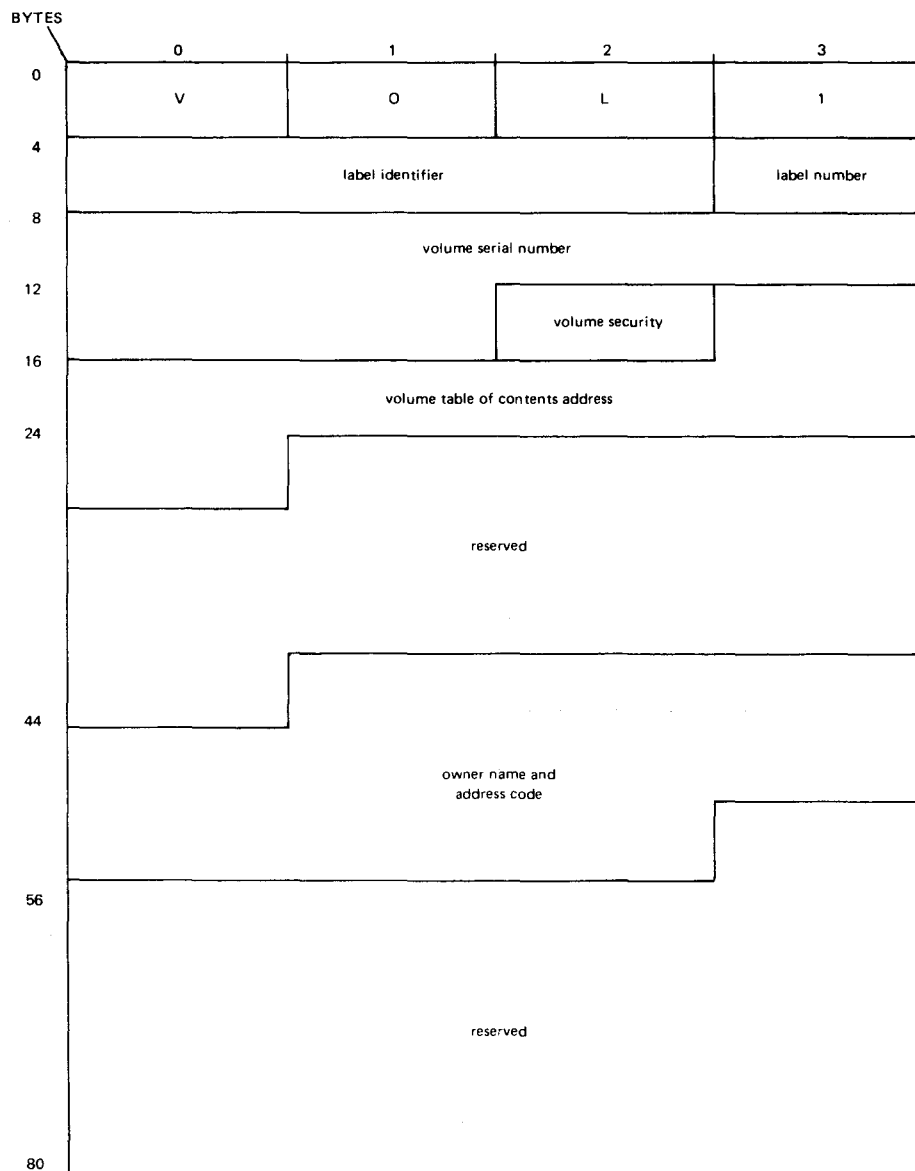 BYTES
0 1 2 3
0
V O L 1
4
label identifier label number
8
volume serial number
12
volume security
16
volume table of contents address
24
reserved
44
owner name and
address code
56
reserved
80